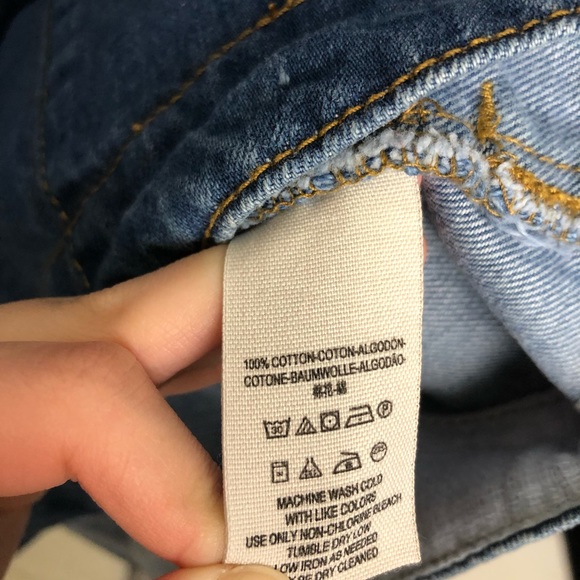 100% COTTON-COTON-ALGODÓN-
COTONE-BAUMWOLLE-ALGODÃO-
30
P
MACHINE WASH COLD
WITH LIKE COLORS
USE ONLY NON-CHLORINE BLEACH
TUMBLE DRY LOW
LOW IRON AS NEEDED
BE DRY CLEANED